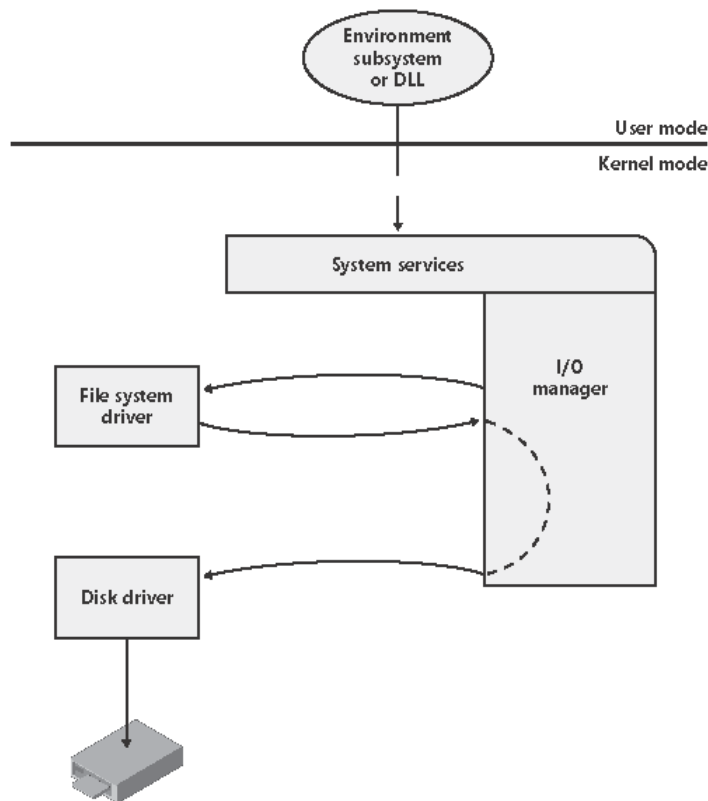 Environment
subsystem
or DLL
User mode
Kernel mode
System services
I/O
manager
File system
driver
Disk driver